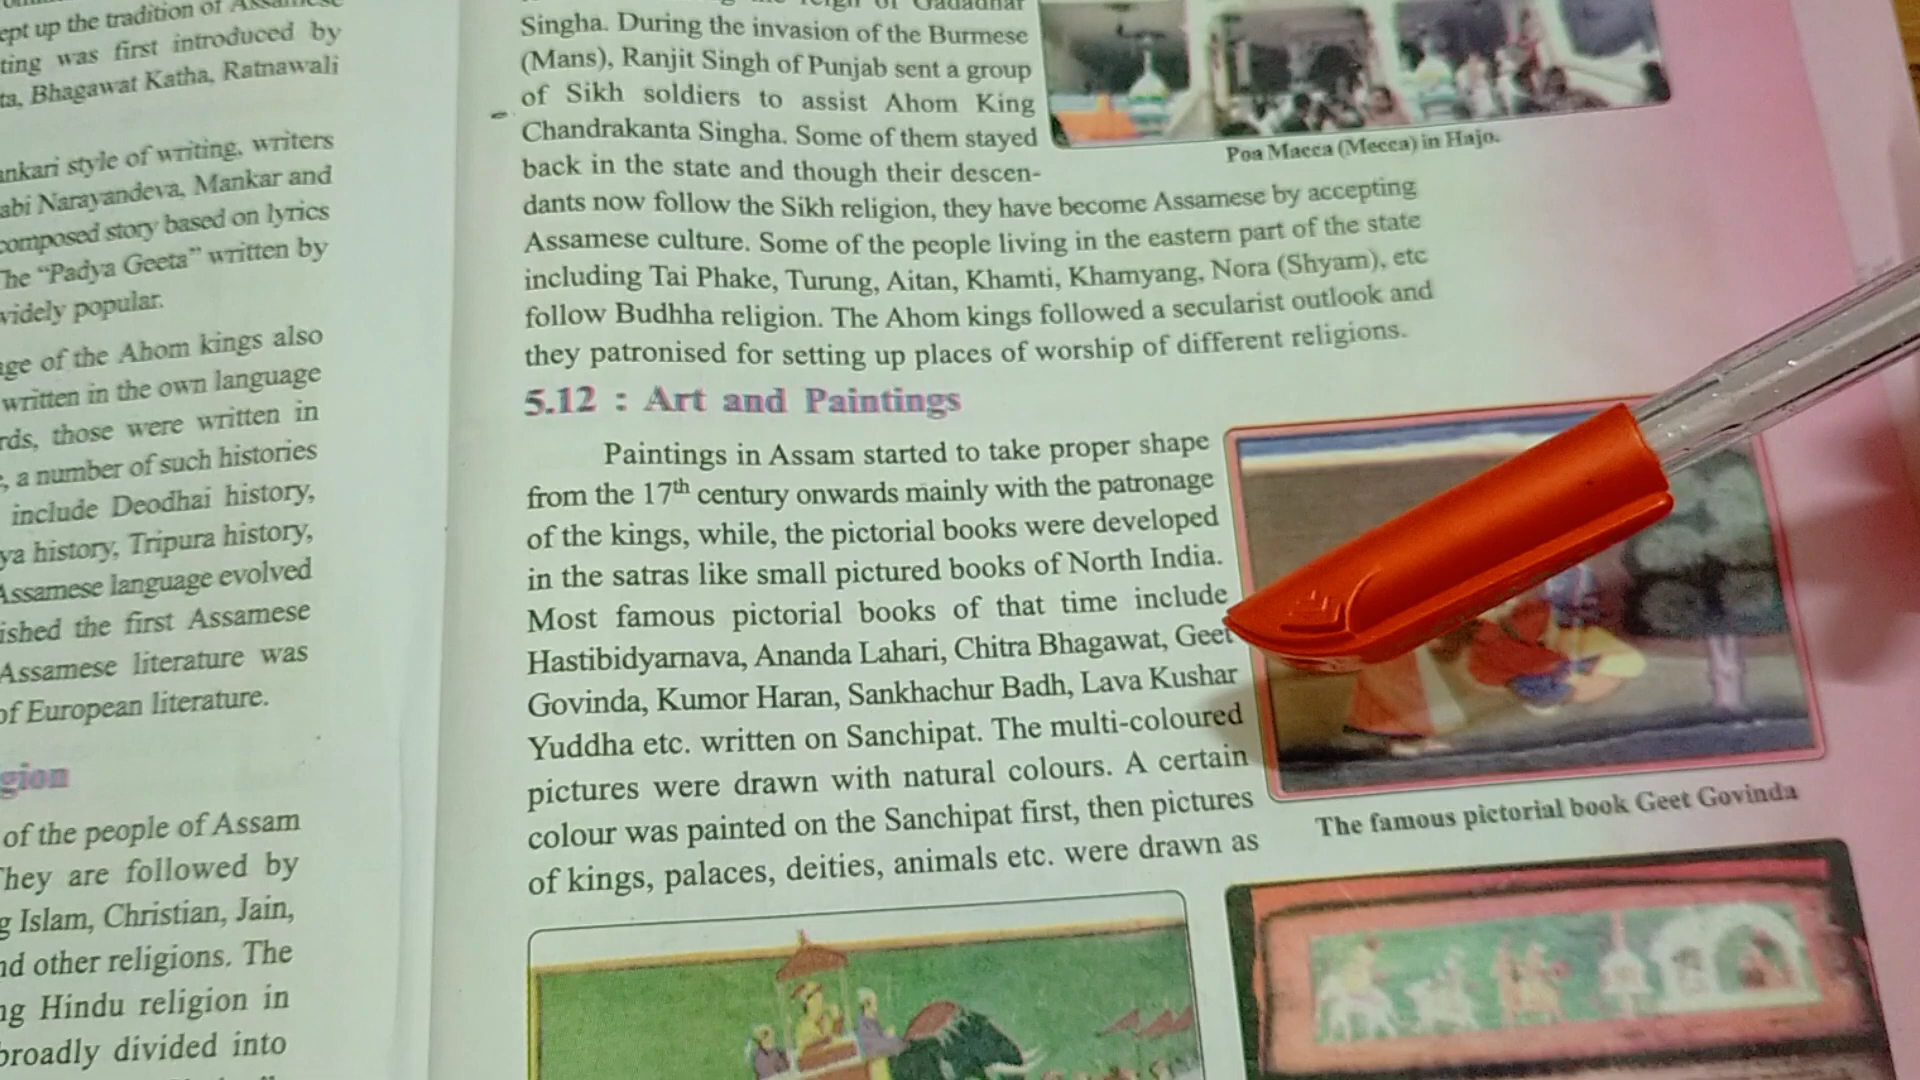 ept up the tradition of Assamese
ting was first introduced by
ta, Bhagawat Katha, Ratnawali
ankari style of writing, writers
abi Narayandeva, Mankar and
composed story based on lyrics
The “Padya Geeta” written by
widely popular.
age of the Ahom kings also
written in the own language
rds, those were written in
, a number of such histories
include Deodhai history,
ya history, Tripura history,
Assamese language evolved
ished the first Assamese
Assamese literature was
of European literature.
gion
of the people of Assam
They are followed by
g Islam, Christian, Jain,
nd other religions. The
ng Hindu religion in
broadly divided into
reign of Gadadhar
Singha. During the invasion of the Burmese
(Mans), Ranjit Singh of Punjab sent a group
of Sikh soldiers to assist Ahom King
Chandrakanta Singha. Some of them stayed
back in the state and though their descen-
dants now follow the Sikh religion, they have become Assamese by accepting
Assamese culture. Some of the people living in the eastern part of the state
including Tai Phake, Turung, Aitan, Khamti, Khamyang, Nora (Shyam), etc
follow Budhha religion. The Ahom kings followed a secularist outlook and
they patronised for setting up places of worship of different religions.
Poa Macca (Mecca) in Hajo.
5.12 : Art and Paintings
Paintings in Assam started to take proper shape
from the 17th century onwards mainly with the patronage
of the kings, while, the pictorial books were developed
in the satras like small pictured books of North India.
Most famous pictorial books of that time include
Hastibidyarnava, Ananda Lahari, Chitra Bhagawat, Geet
Govinda, Kumor Haran, Sankhachur Badh, Lava Kushar
Yuddha etc. written on Sanchipat. The multi-coloured
pictures were drawn with natural colours. A certain
colour was painted on the Sanchipat first, then pictures
of kings, palaces, deities, animals etc. were drawn as
The famous pictorial book Geet Govinda